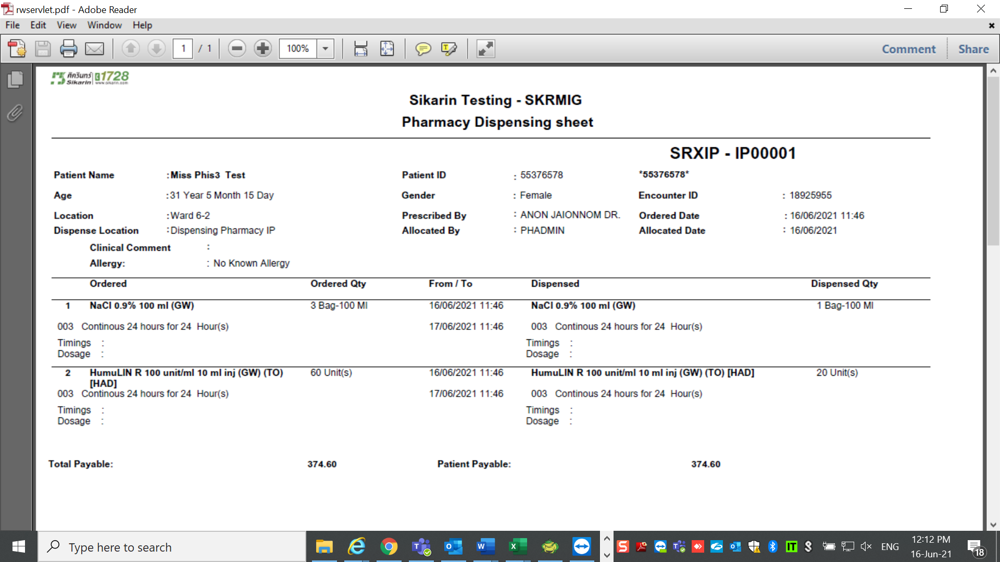 rwservlet.pdf - Adobe Reader
File Edit View Window Help
1 / 1 100% Comment Share
ศิครินทร์ 1728
Sikarin www.sikarin.com
Sikarin Testing - SKRMIG
Pharmacy Dispensing sheet
SRXIP - IP00001
Patient Name :Miss Phis3 Test Patient ID : 55376578 *55376578*
Age :31 Year 5 Month 15 Day Gender : Female Encounter ID : 18925955
Location :Ward 6-2 Prescribed By : ANON JAIONNOM DR. Ordered Date : 16/06/2021 11:46
Dispense Location :Dispensing Pharmacy IP Allocated By : PHADMIN Allocated Date : 16/06/2021
Clinical Comment :
Allergy: : No Known Allergy
Ordered Ordered Qty From / To Dispensed Dispensed Qty
1 NaCl 0.9% 100 ml (GW) 3 Bag-100 Ml 16/06/2021 11:46 NaCl 0.9% 100 ml (GW) 1 Bag-100 Ml
003 Continous 24 hours for 24 Hour(s) 17/06/2021 11:46 003 Continous 24 hours for 24 Hour(s)
Timings : Timings :
Dosage : Dosage :
2 HumuLIN R 100 unit/ml 10 ml inj (GW) (TO) 60 Unit(s) 16/06/2021 11:46 HumuLIN R 100 unit/ml 10 ml inj (GW) (TO) [HAD] 20 Unit(s)
[HAD]
003 Continous 24 hours for 24 Hour(s) 17/06/2021 11:46 003 Continous 24 hours for 24 Hour(s)
Timings : Timings :
Dosage : Dosage :
Total Payable: 374.60 Patient Payable: 374.60
Type here to search
ENG
12:12 PM
16-Jun-21
18